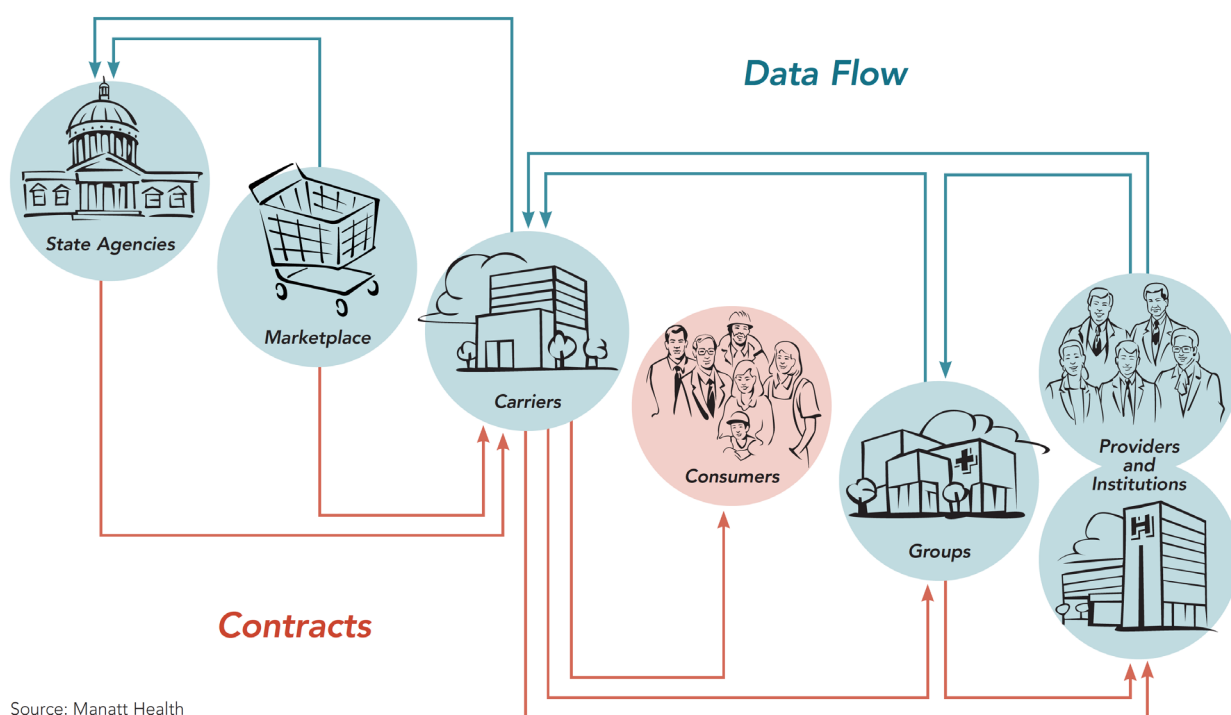 Data Flow
State Agencies
Marketplace
Carriers
Consumers
Groups
Providers
and
Institutions
H
Contracts
Source: Manatt Health